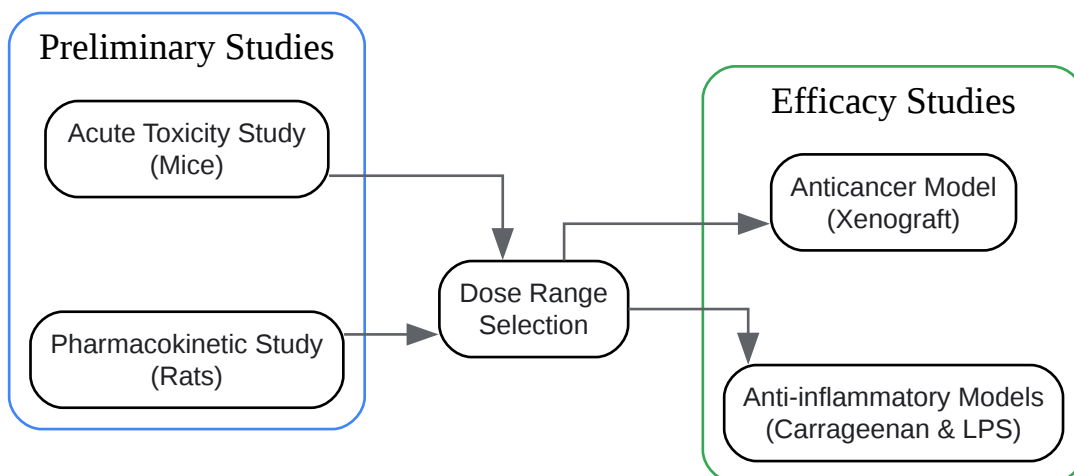 Preliminary Studies
Acute Toxicity Study
(Mice)
Pharmacokinetic Study
(Rats)
Dose Range
Selection
Efficacy Studies
Anticancer Model
(Xenograft)
Anti-inflammatory Models
(Carrageenan & LPS)